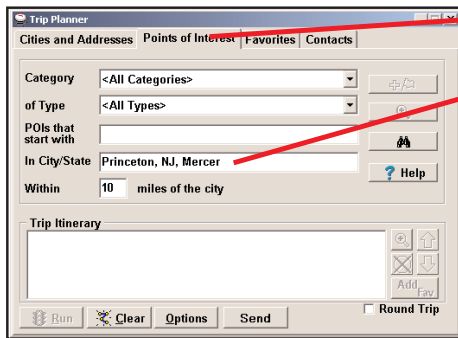 Trip Planner
Cities and Addresses Points of Interest Favorites Contacts
Category <All Categories>
of Type <All Types>
POIs that
start with
In City/State Princeton, NJ, Mercer
? Help
Within 10 miles of the city
Trip Itinerary
Add Fav
Run Clear Options Send Round Trip